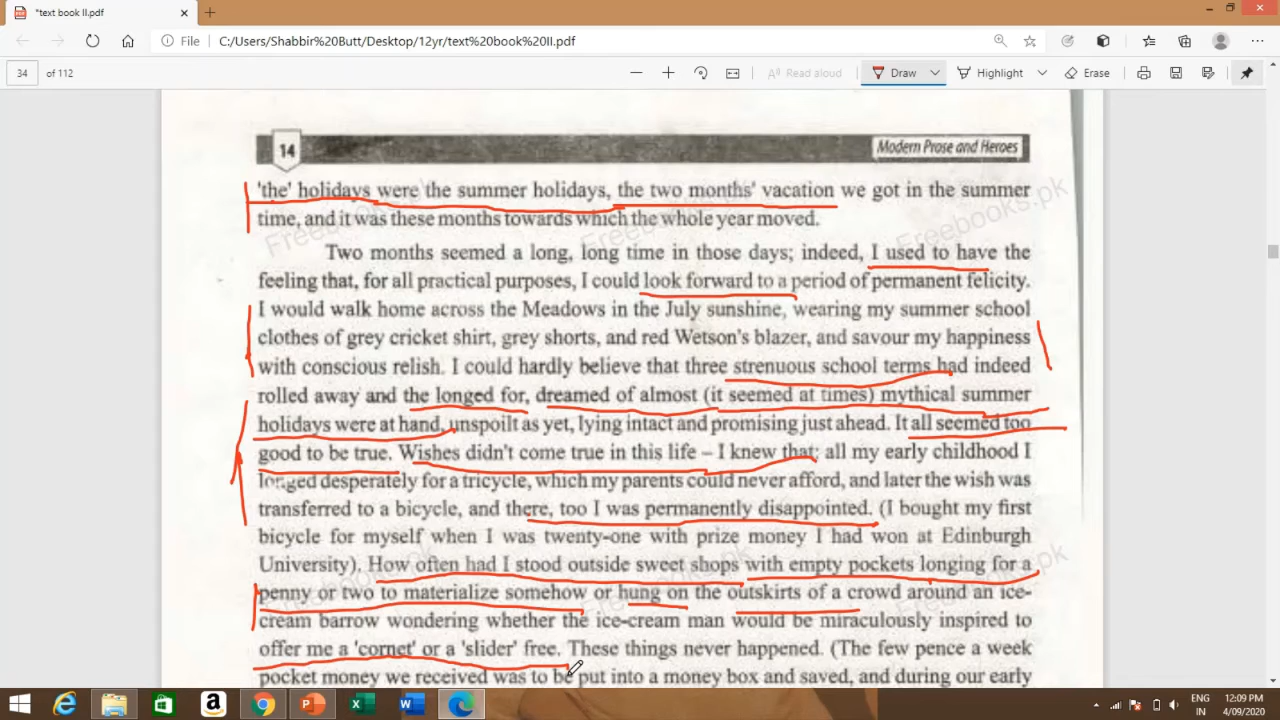 *text book II.pdf
File C:/Users/Shabbir%20Butt/Desktop/12yr/text%20book%20II.pdf
34 of 112 Read aloud Draw Highlight Erase
14 Modern Prose and Heroes
'the' holidays were the summer holidays, the two months' vacation we got in the summer
time, and it was these months towards which the whole year moved.
Two months seemed a long, long time in those days; indeed, I used to have the
feeling that, for all practical purposes, I could look forward to a period of permanent felicity.
I would walk home across the Meadows in the July sunshine, wearing my summer school
clothes of grey cricket shirt, grey shorts, and red Wetson's blazer, and savour my happiness
with conscious relish. I could hardly believe that three strenuous school terms had indeed
rolled away and the longed for, dreamed of almost (it seemed at times) mythical summer
holidays were at hand, unspoilt as yet, lying intact and promising just ahead. It all seemed too
good to be true. Wishes didn't come true in this life – I knew that; all my early childhood I
longed desperately for a tricycle, which my parents could never afford, and later the wish was
transferred to a bicycle, and there, too I was permanently disappointed. (I bought my first
bicycle for myself when I was twenty-one with prize money I had won at Edinburgh
University). How often had I stood outside sweet shops with empty pockets longing for a
penny or two to materialize somehow or hung on the outskirts of a crowd around an ice-
cream barrow wondering whether the ice-cream man would be miraculously inspired to
offer me a 'cornet' or a 'slider' free. These things never happened. (The few pence a week
pocket money we received was to be put into a money box and saved, and during our early
Freebooks.pk
Freebooks.pk
Freebooks.pk
Freebooks.pk
Freebooks.pk
Freebooks.pk
ENG 12:09 PM
IN 4/09/2020